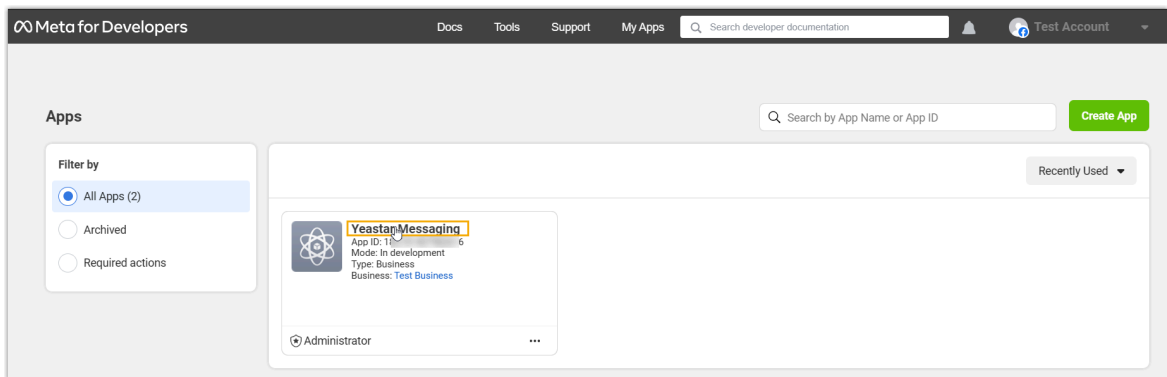 Meta for Developers
Docs
Tools
Support
My Apps
Search developer documentation
Test Account
Apps
Search by App Name or App ID
Create App
Filter by
All Apps (2)
Archived
Required actions
Recently Used
Yeastar Messaging
App ID: 1 6
Mode: In development
Type: Business
Business: Test Business
Administrator